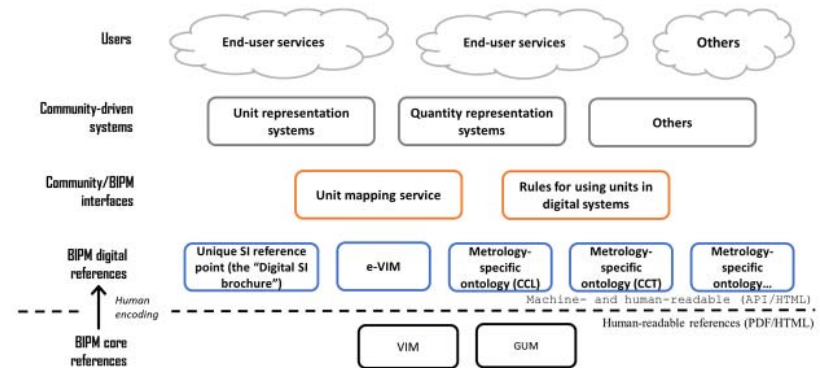 Users
End-user services
End-user services
Others
Community-driven
systems
Unit representation
systems
Quantity representation
systems
Others
Community/BIPM
interfaces
Unit mapping service
Rules for using units in
digital systems
BIPM digital
references
Unique SI reference
point (the “Digital SI
brochure”)
e-VIM
Metrology-
specific
ontology (CCL)
Metrology-
specific
ontology (CCT)
Metrology-
specific
ontology...
Machine- and human-readable (API/HTML)
Human
encoding
Human-readable references (PDF/HTML)
BIPM core
references
VIM
GUM